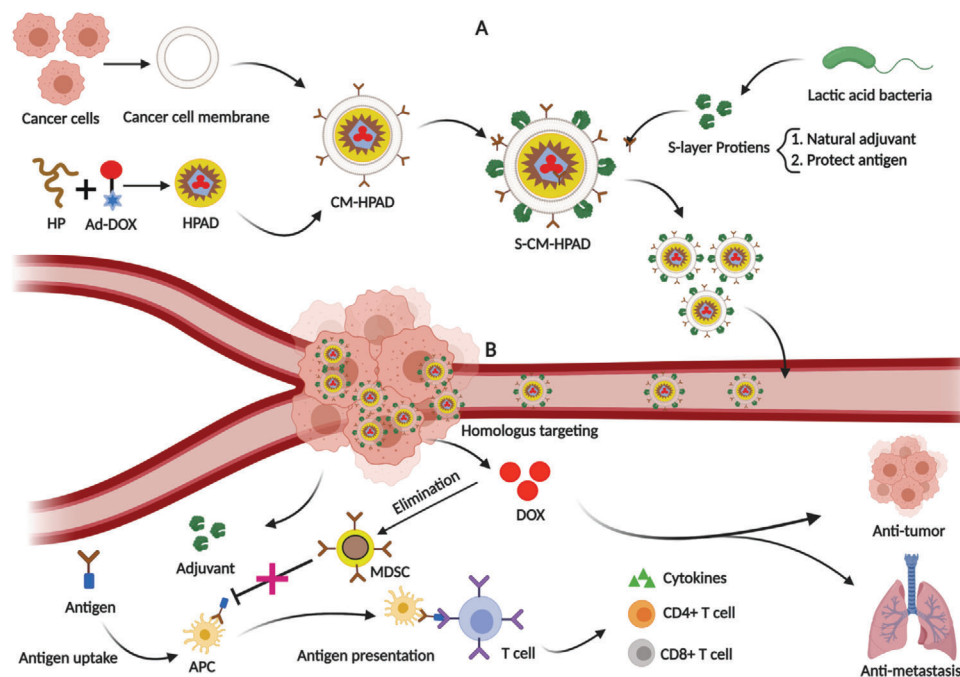 A
Cancer cells
Cancer cell membrane
Lactic acid bacteria
S-layer Protiens
1. Natural adjuvant
2. Protect antigen
HP
+
Ad-DOX
HPAD
CM-HPAD
S-CM-HPAD
B
Homologus targeting
Elimination
DOX
Anti-tumor
Adjuvant
MDSC
Antigen
Cytokines
CD4+ T cell
Antigen uptake
APC
Antigen presentation
T cell
CD8+ T cell
Anti-metastasis